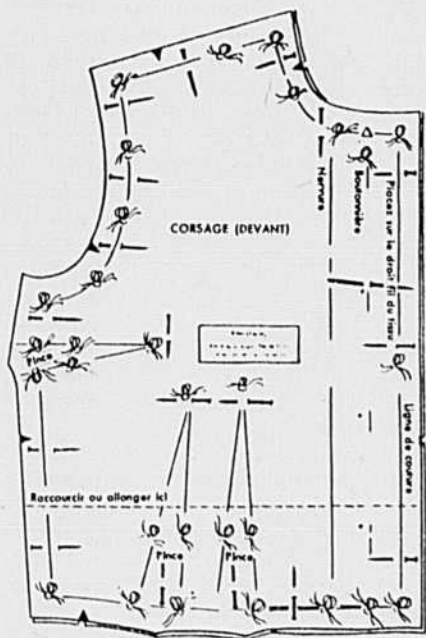 CORSAGE (DEVANT)
Nervure
Boutonnière
Placez sur le droit fil du tissu
Pince
Ligne de couture
Raccourcir ou allonger ici
Pince
Pince